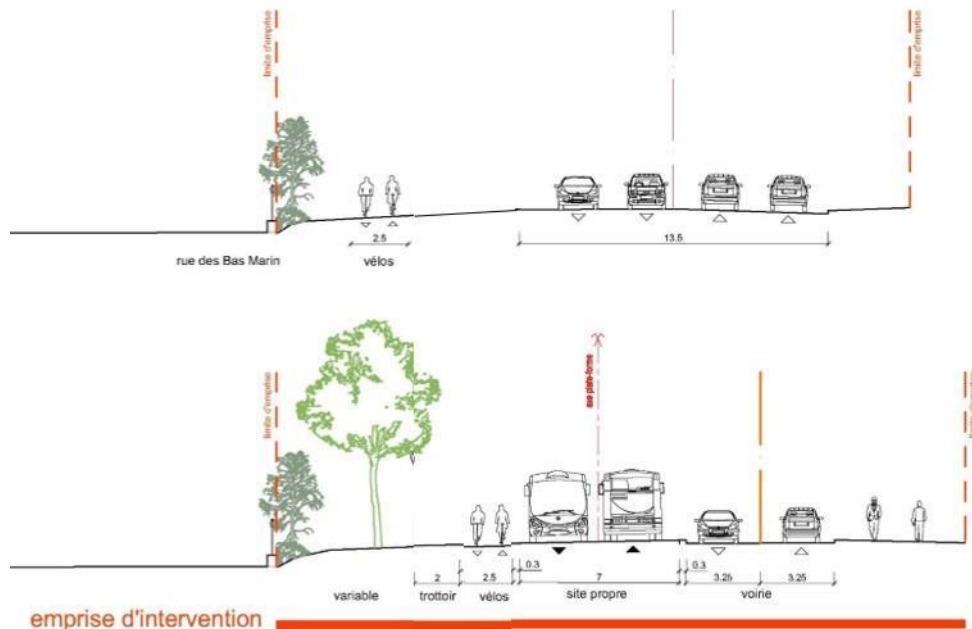 limite d'emprise
limite d'emprise
2.5
13.5
rue des Bas Marin
vélos
limite d'emprise
axe plate-forme
0.3
0.3
2
2.5
7
3.25
3.25
variable
trottoir
vélos
site propre
voirie
emprise d'intervention